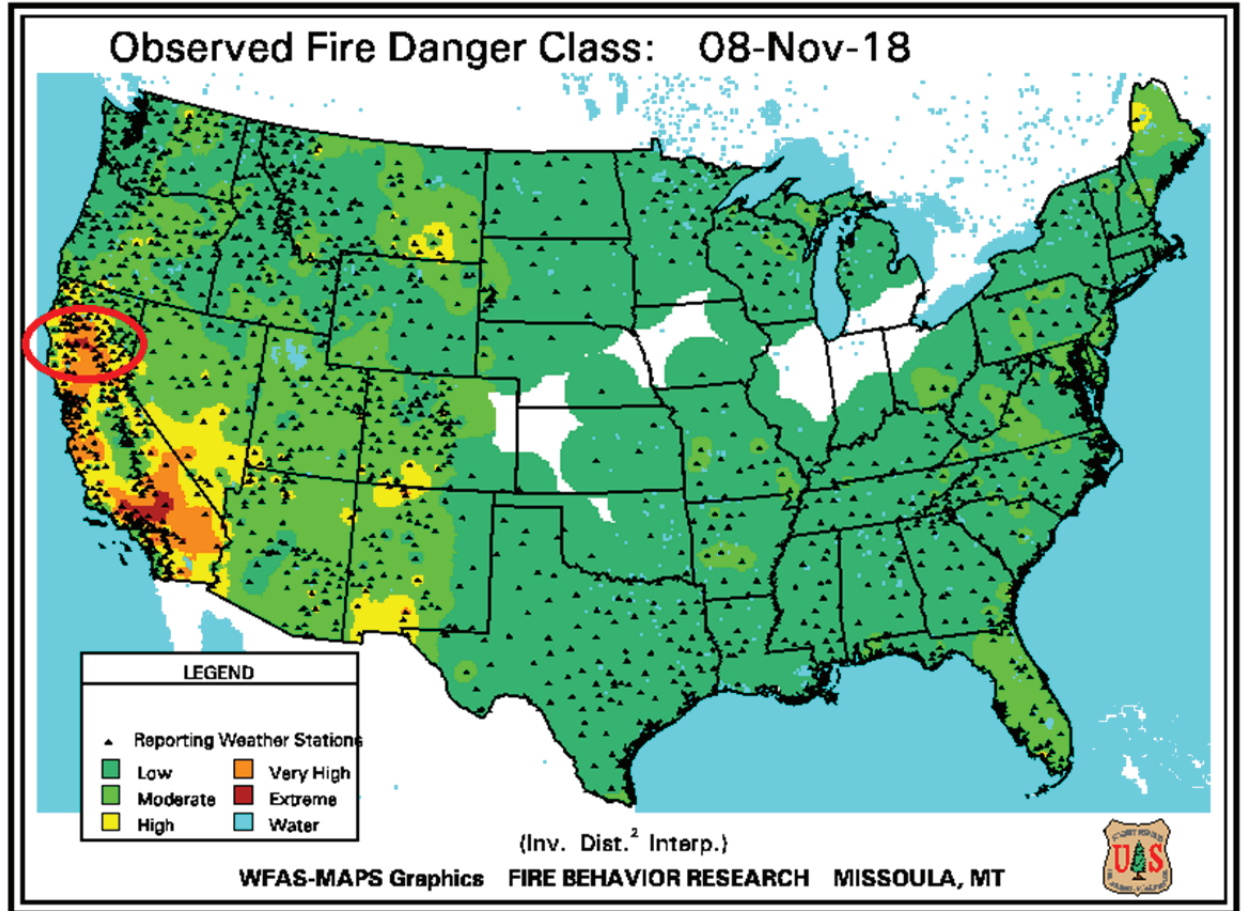 Observed Fire Danger Class: 08-Nov-18
LEGEND
Reporting Weather Stations
Low
Very High
Moderate
Extreme
High
Water
(Inv. Dist.² Interp.)
WFAS-MAPS Graphics FIRE BEHAVIOR RESEARCH MISSOULA, MT
US